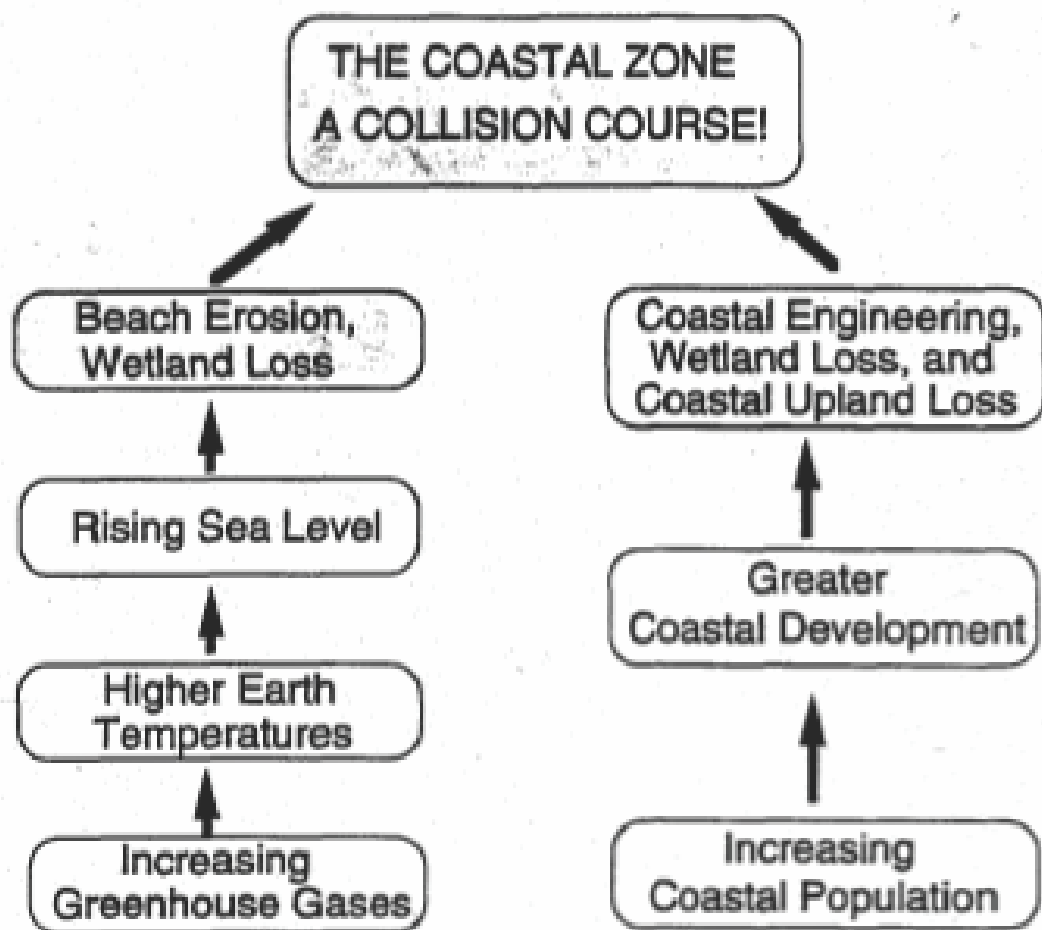 THE COASTAL ZONE
A COLLISION COURSE!
Beach Erosion,
Wetland Loss
Rising Sea Level
Higher Earth
Temperatures
Increasing
Greenhouse Gases
Coastal Engineering,
Wetland Loss, and
Coastal Upland Loss
Greater
Coastal Development
Increasing
Coastal Population